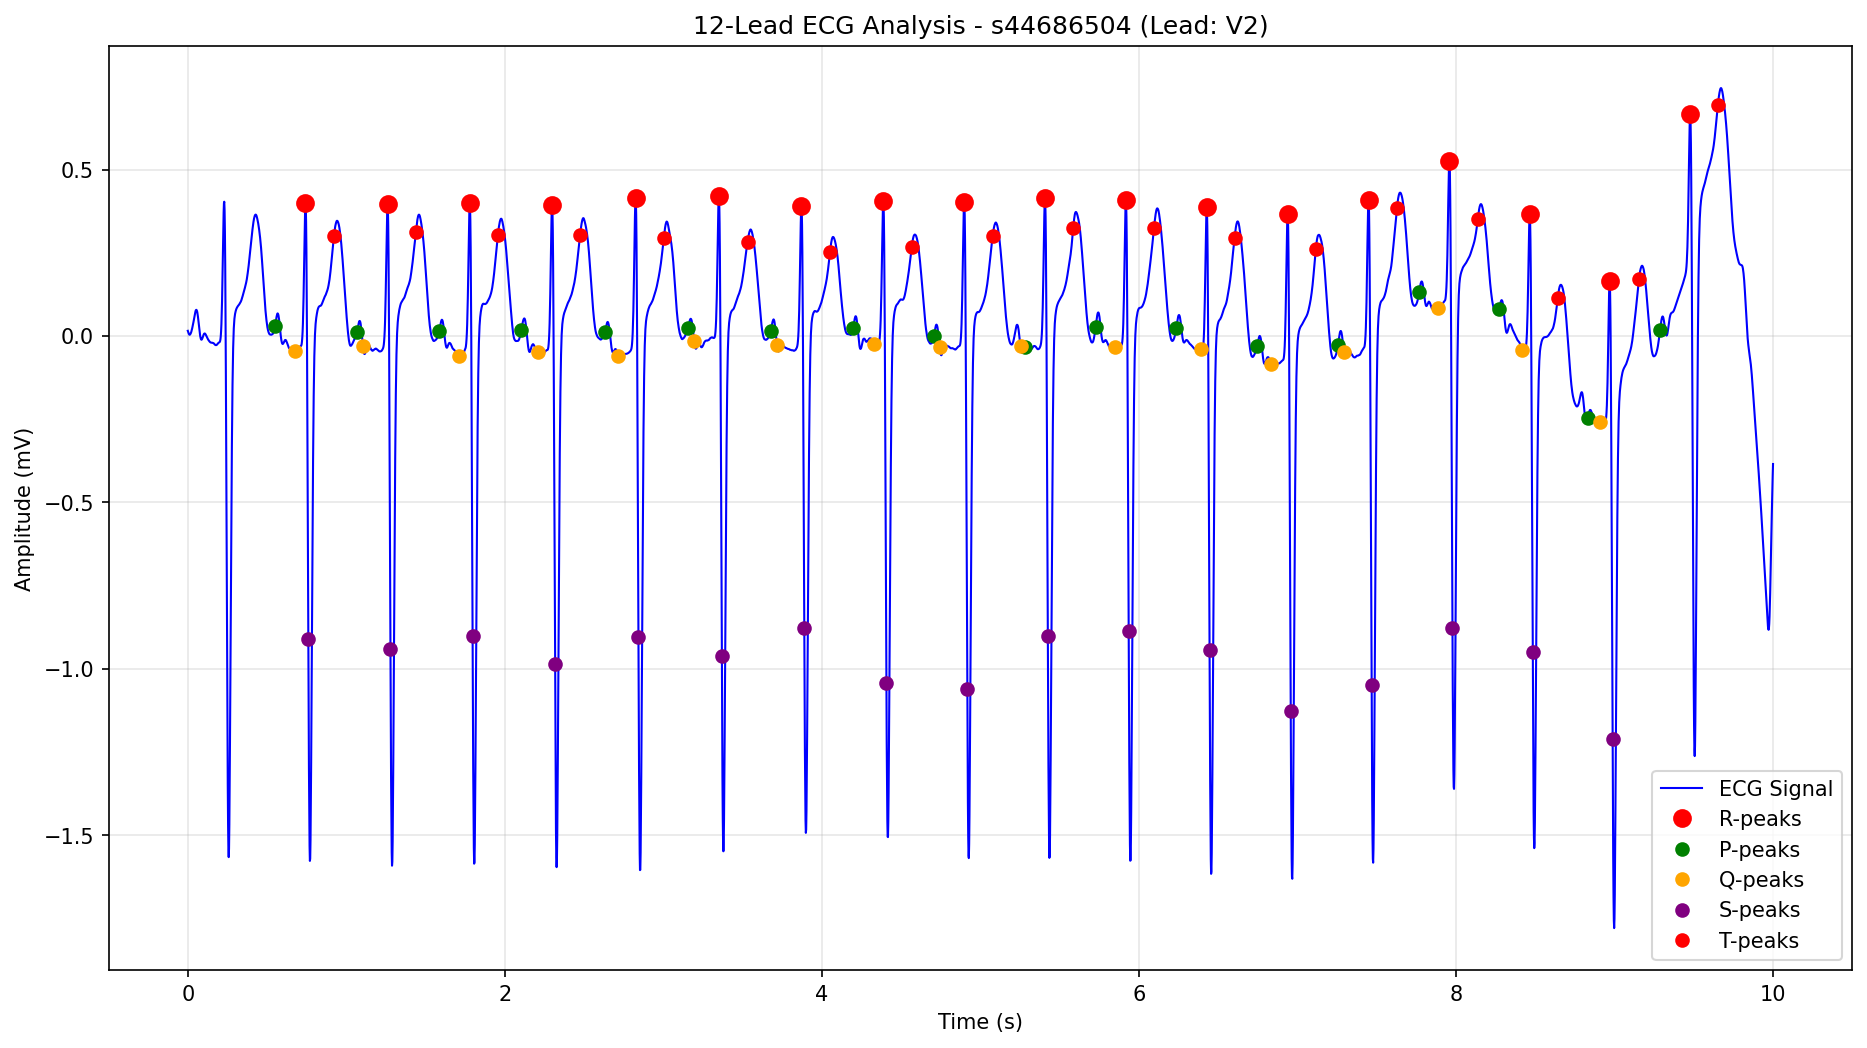 12-Lead ECG Analysis - s44686504 (Lead: V2)
Amplitude (mV)
0.5
0.0
−0.5
−1.0
−1.5
0 2 4 6 8 10
Time (s)
ECG Signal
R-peaks
P-peaks
Q-peaks
S-peaks
T-peaks